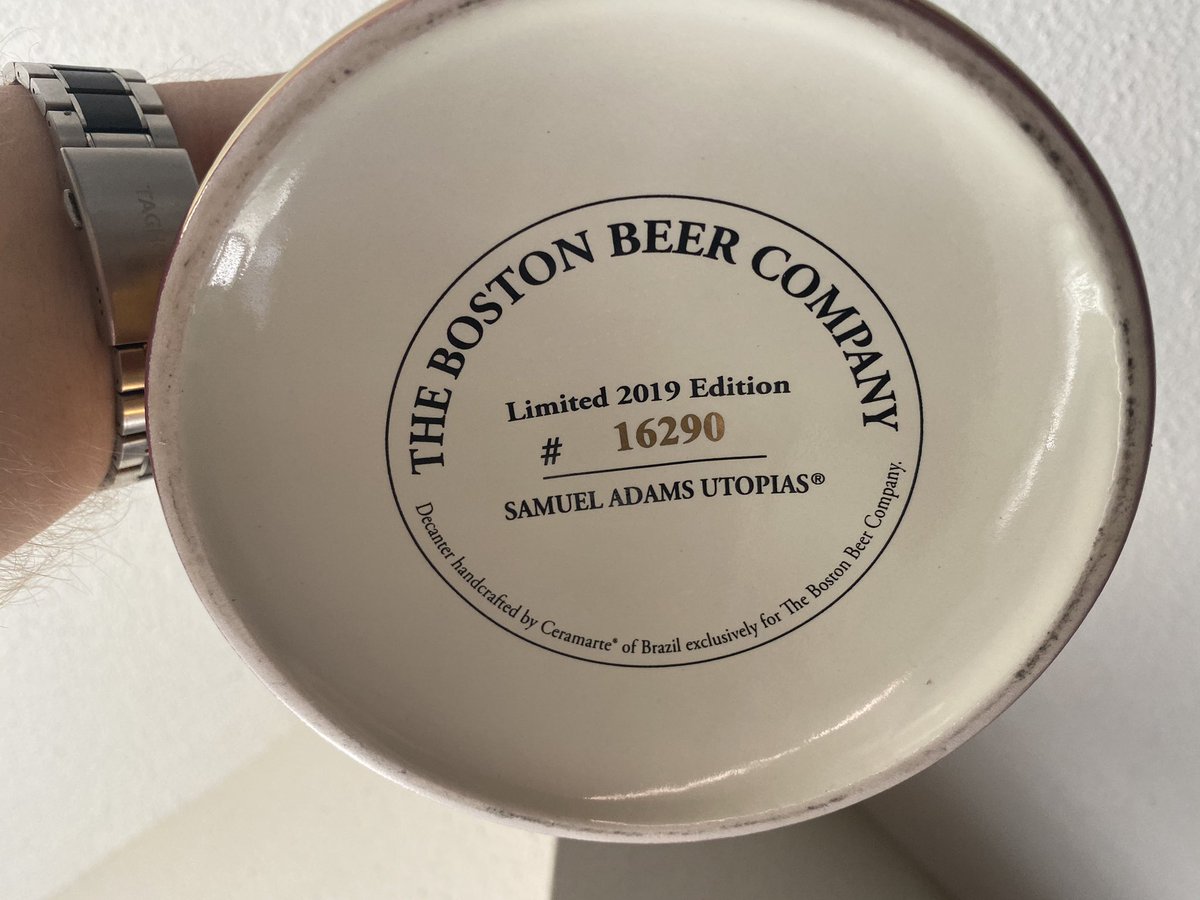 THE BOSTON BEER COMPANY
Limited 2019 Edition
# 16290
SAMUEL ADAMS UTOPIAS®
Decanter handcrafted by Ceramarte® of Brazil exclusively for The Boston Beer Company.